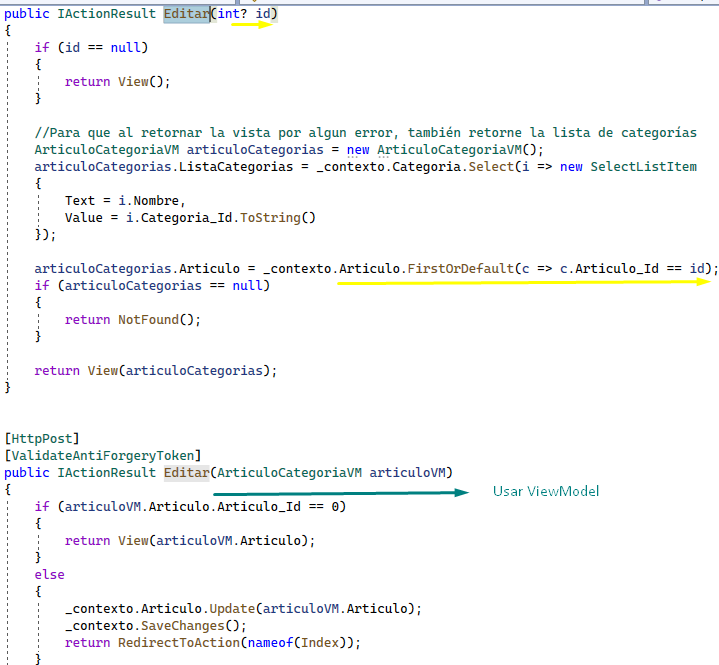 public IActionResult Editar(int? id)
{
    if (id == null)
    {
        return View();
    }

    //Para que al retornar la vista por algun error, también retorne la lista de categorías
    ArticuloCategoriaVM articuloCategorias = new ArticuloCategoriaVM();
    articuloCategorias.ListaCategorias = _contexto.Categoria.Select(i => new SelectListItem
    {
        Text = i.Nombre,
        Value = i.Categoria_Id.ToString()
    });

    articuloCategorias.Articulo = _contexto.Articulo.FirstOrDefault(c => c.Articulo_Id == id);
    if (articuloCategorias == null)
    {
        return NotFound();
    }

    return View(articuloCategorias);
}

[HttpPost]
[ValidateAntiForgeryToken]
public IActionResult Editar(ArticuloCategoriaVM articuloVM)
{
Usar ViewModel
    if (articuloVM.Articulo.Articulo_Id == 0)
    {
        return View(articuloVM.Articulo);
    }
    else
    {
        _contexto.Articulo.Update(articuloVM.Articulo);
        _contexto.SaveChanges();
        return RedirectToAction(nameof(Index));
    }